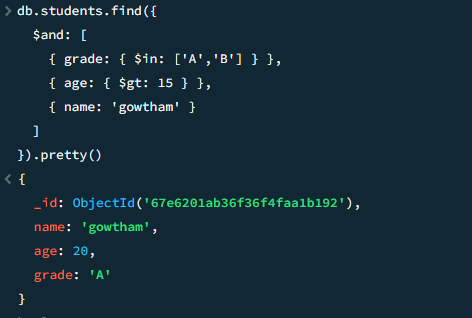 > db.students.find({
$and: [
{ grade: { $in: ['A','B'] } },
{ age: { $gt: 15 } },
{ name: 'gowtham' }
]
}).pretty()
< {
_id: ObjectId('67e6201ab36f36f4faa1b192'),
name: 'gowtham',
age: 20,
grade: 'A'
}